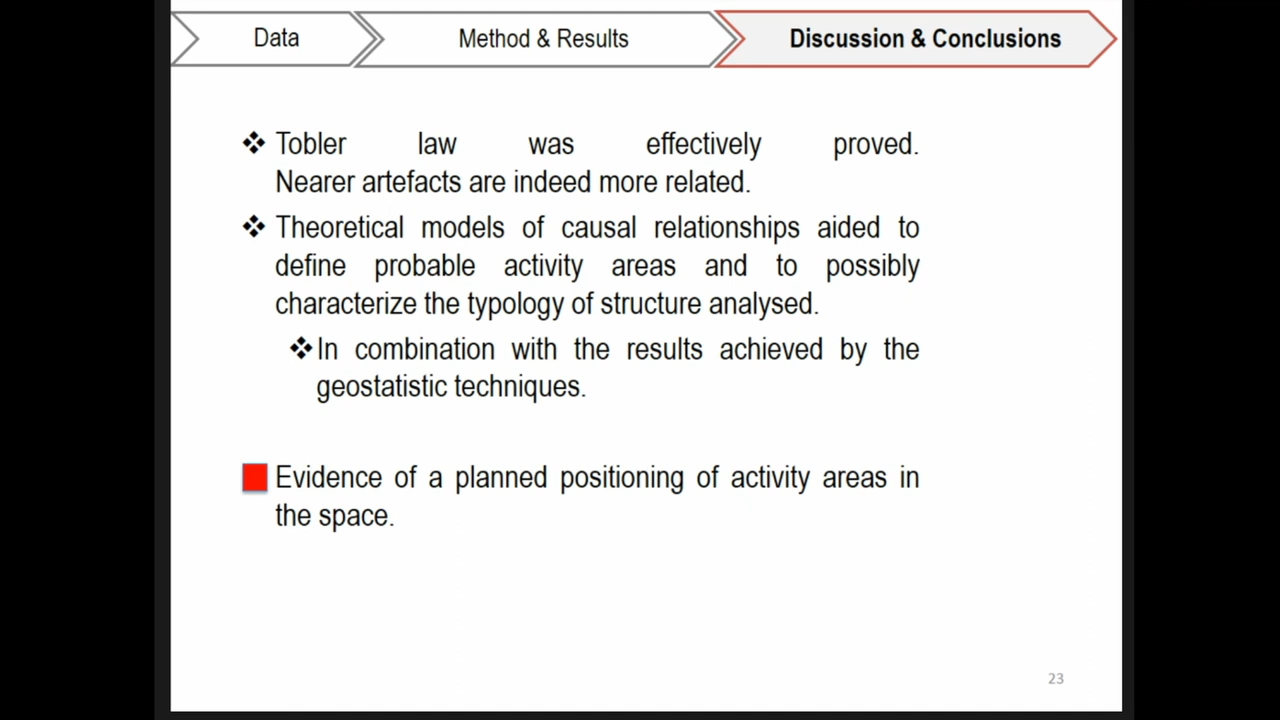 Data
Method & Results
Discussion & Conclusions
Tobler law was effectively proved.
Nearer artefacts are indeed more related.
Theoretical models of causal relationships aided to
define probable activity areas and to possibly
characterize the typology of structure analysed.
In combination with the results achieved by the
geostatistic techniques.
Evidence of a planned positioning of activity areas in
the space.
23